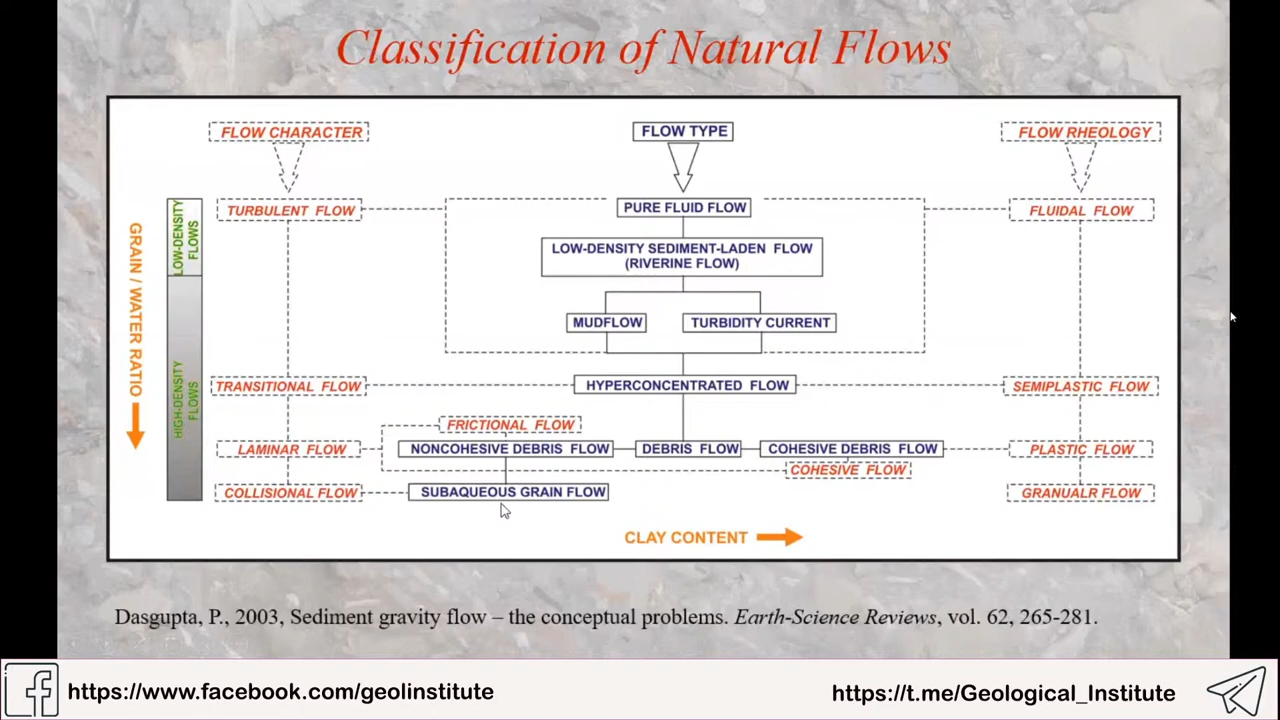 Classification of Natural Flows
FLOW CHARACTER
FLOW TYPE
FLOW RHEOLOGY
LOW-DENSITY
FLOWS
TURBULENT FLOW
PURE FLUID FLOW
FLUIDAL FLOW
LOW-DENSITY SEDIMENT-LADEN FLOW
(RIVERINE FLOW)
GRAIN / WATER RATIO
MUDFLOW
TURBIDITY CURRENT
HIGH-DENSITY
FLOWS
TRANSITIONAL FLOW
HYPERCONCENTRATED FLOW
SEMIPLASTIC FLOW
FRICTIONAL FLOW
LAMINAR FLOW
NONCOHESIVE DEBRIS FLOW
DEBRIS FLOW
COHESIVE DEBRIS FLOW
PLASTIC FLOW
COHESIVE FLOW
COLLISIONAL FLOW
SUBAQUEOUS GRAIN FLOW
GRANUALR FLOW
CLAY CONTENT
Dasgupta, P., 2003, Sediment gravity flow – the conceptual problems. Earth-Science Reviews, vol. 62, 265-281.
https://www.facebook.com/geolinstitute
https://t.me/Geological_Institute